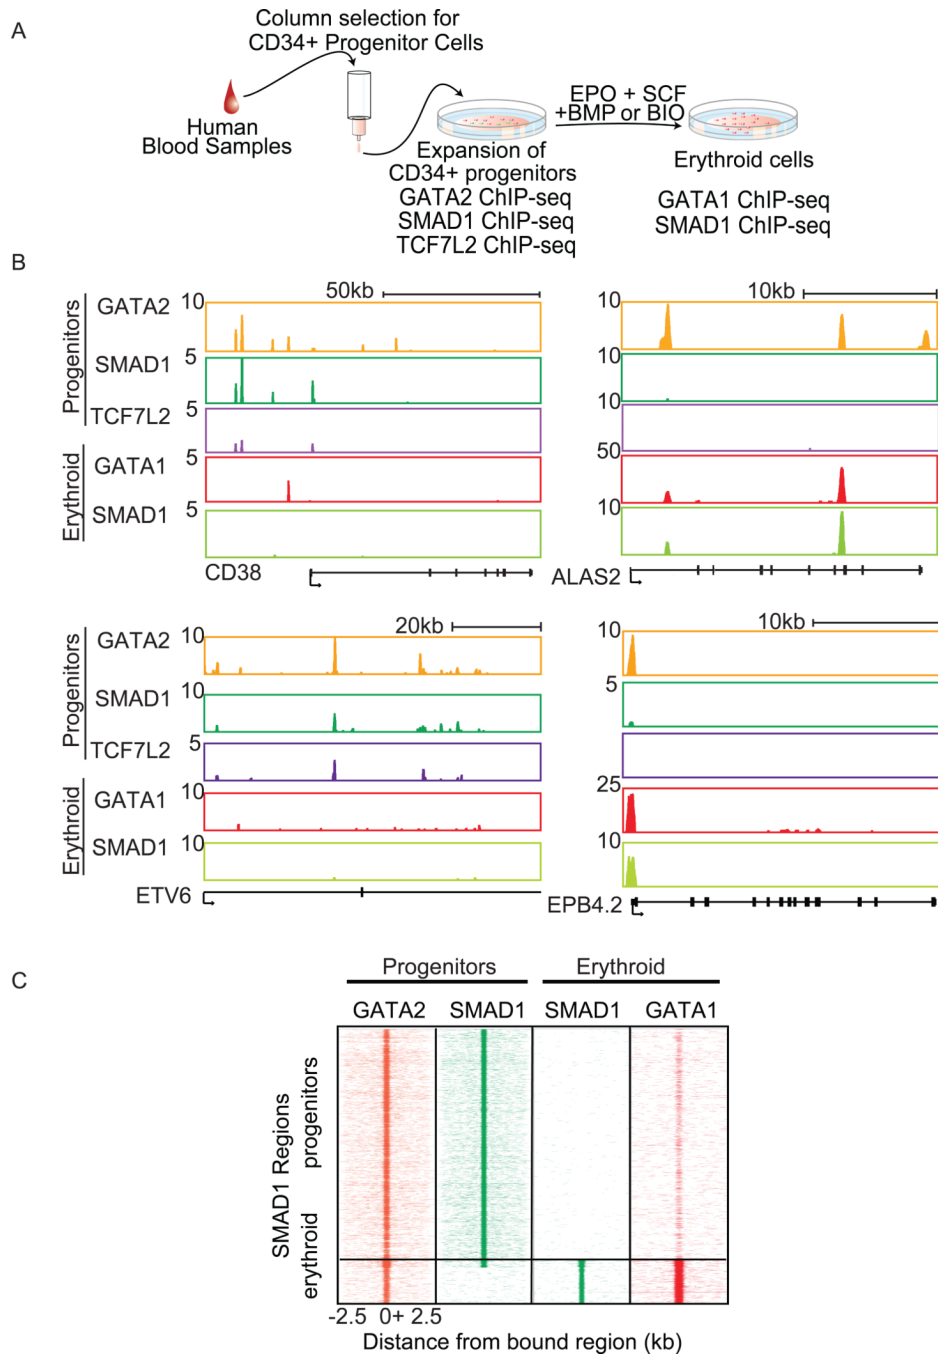 A
Column selection for
CD34+ Progenitor Cells
Human
Blood Samples
Expansion of
CD34+ progenitors
GATA2 ChIP-seq
SMAD1 ChIP-seq
TCF7L2 ChIP-seq
EPO + SCF
+BMP or BIO
Erythroid cells
GATA1 ChIP-seq
SMAD1 ChIP-seq
B
Progenitors
Erythroid
50kb
GATA2 10
SMAD1 5
TCF7L2 5
GATA1 5
SMAD1 5
CD38
10kb
10
10
10
50
10
ALAS2
Progenitors
Erythroid
20kb
GATA2 10
SMAD1 10
TCF7L2 5
GATA1 10
SMAD1 10
ETV6
10kb
10
5
25
10
EPB4.2
C
Progenitors Erythroid
GATA2 SMAD1 SMAD1 GATA1
SMAD1 Regions
progenitors
erythroid
-2.5 0+ 2.5
Distance from bound region (kb)